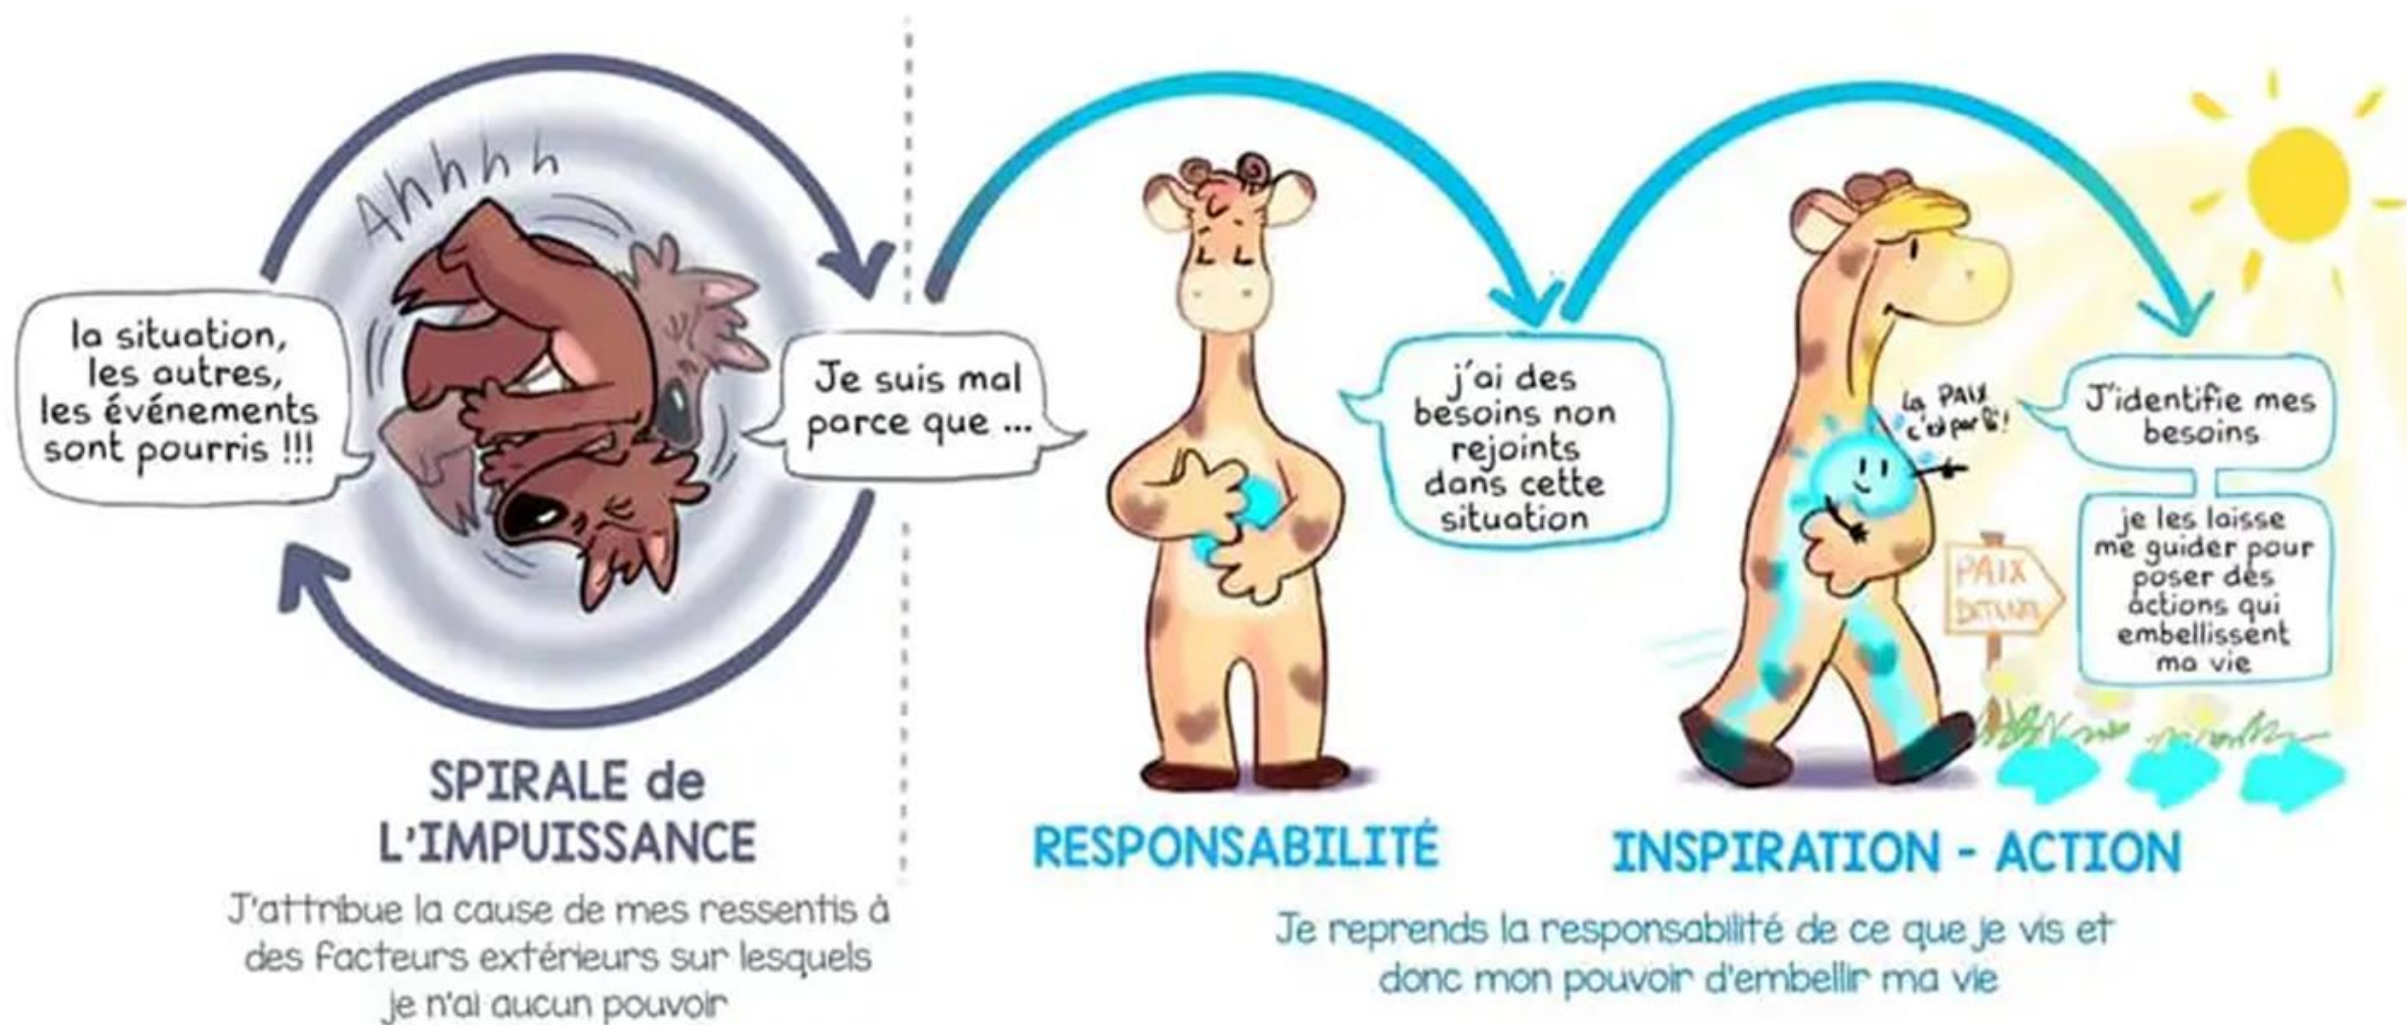 Ahhhh
la situation,
les autres,
les événements
sont pourris !!!
Je suis mal
parce que ...
SPIRALE de
L'IMPUISSANCE
J'attribue la cause de mes ressentis à
des facteurs extérieurs sur lesquels
je n'ai aucun pouvoir
j'ai des
besoins non
rejoints
dans cette
situation
RESPONSABILITÉ
La PAIX
c'est par là!
J'identifie mes
besoins
je les laisse
me guider pour
poser des
actions qui
embellissent
ma vie
PAIX
INSPIRATION - ACTION
Je reprends la responsabilité de ce que je vis et
donc mon pouvoir d'embellir ma vie